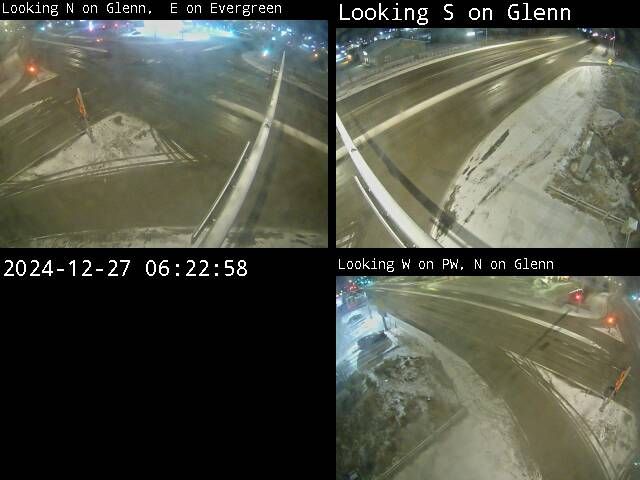 Looking N on Glenn,  E on Evergreen
Looking S on Glenn
2024-12-27 06:22:58
Looking W on PW, N on Glenn